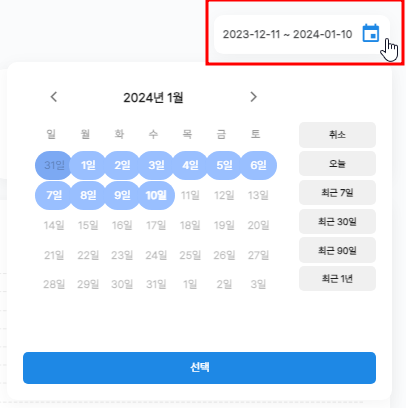 2023-12-11 ~ 2024-01-10
2024년 1월
일 월 화 수 목 금 토
31일 1일 2일 3일 4일 5일 6일
7일 8일 9일 10일 11일 12일 13일
14일 15일 16일 17일 18일 19일 20일
21일 22일 23일 24일 25일 26일 27일
28일 29일 30일 31일 1일 2일 3일
취소
오늘
최근 7일
최근 30일
최근 90일
최근 1년
선택